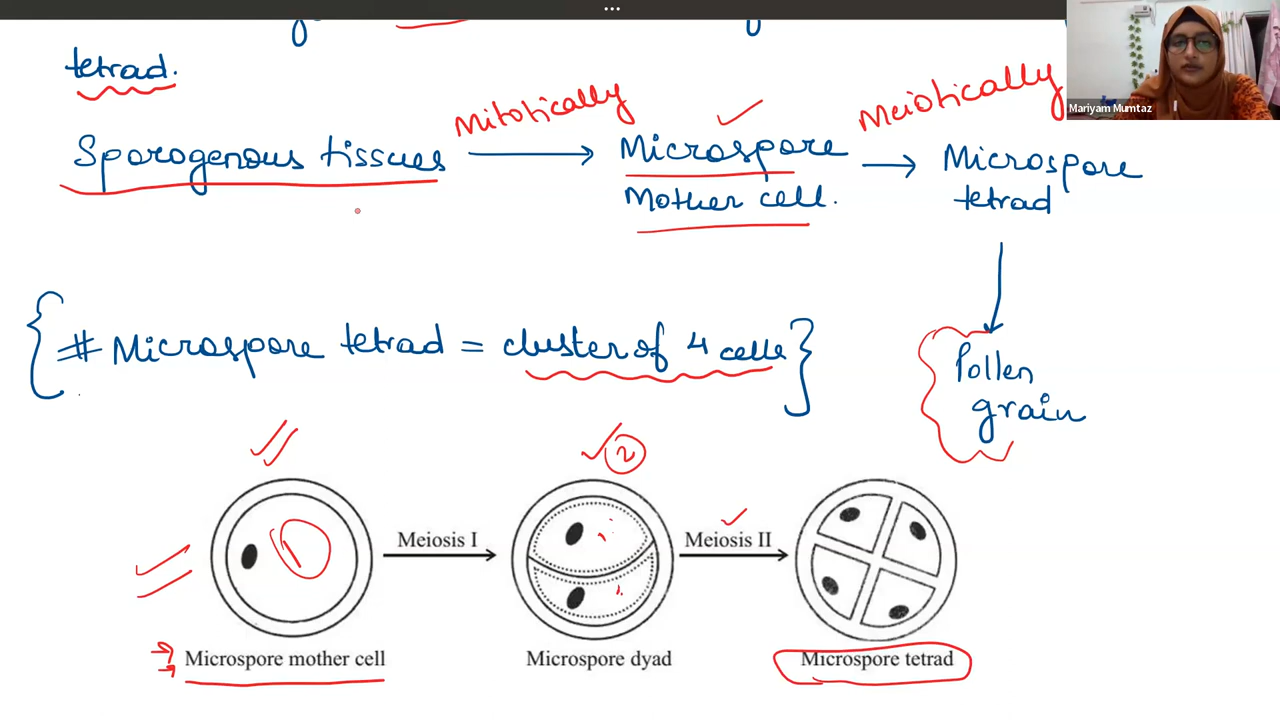 tetrad.
Mitotically
Meiotically
Mariyam Mumtaz
Sporogenous tissues → Microspore → Microspore
Mother cell. tetrad
{ # Microspore tetrad = cluster of 4 cells }
Pollen
grain
2
Meiosis I
Meiosis II
Microspore mother cell
Microspore dyad
Microspore tetrad